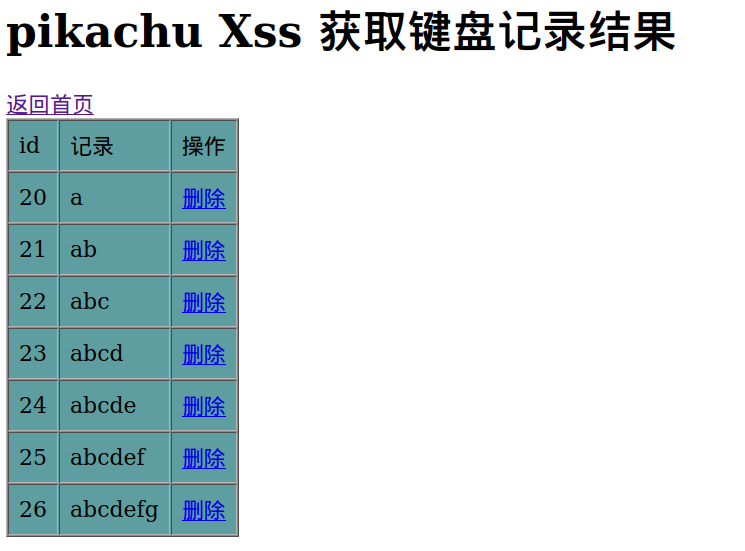 pikachu Xss 获取键盘记录结果
返回首页
id 记录 操作
20 a 删除
21 ab 删除
22 abc 删除
23 abcd 删除
24 abcde 删除
25 abcdef 删除
26 abcdefg 删除